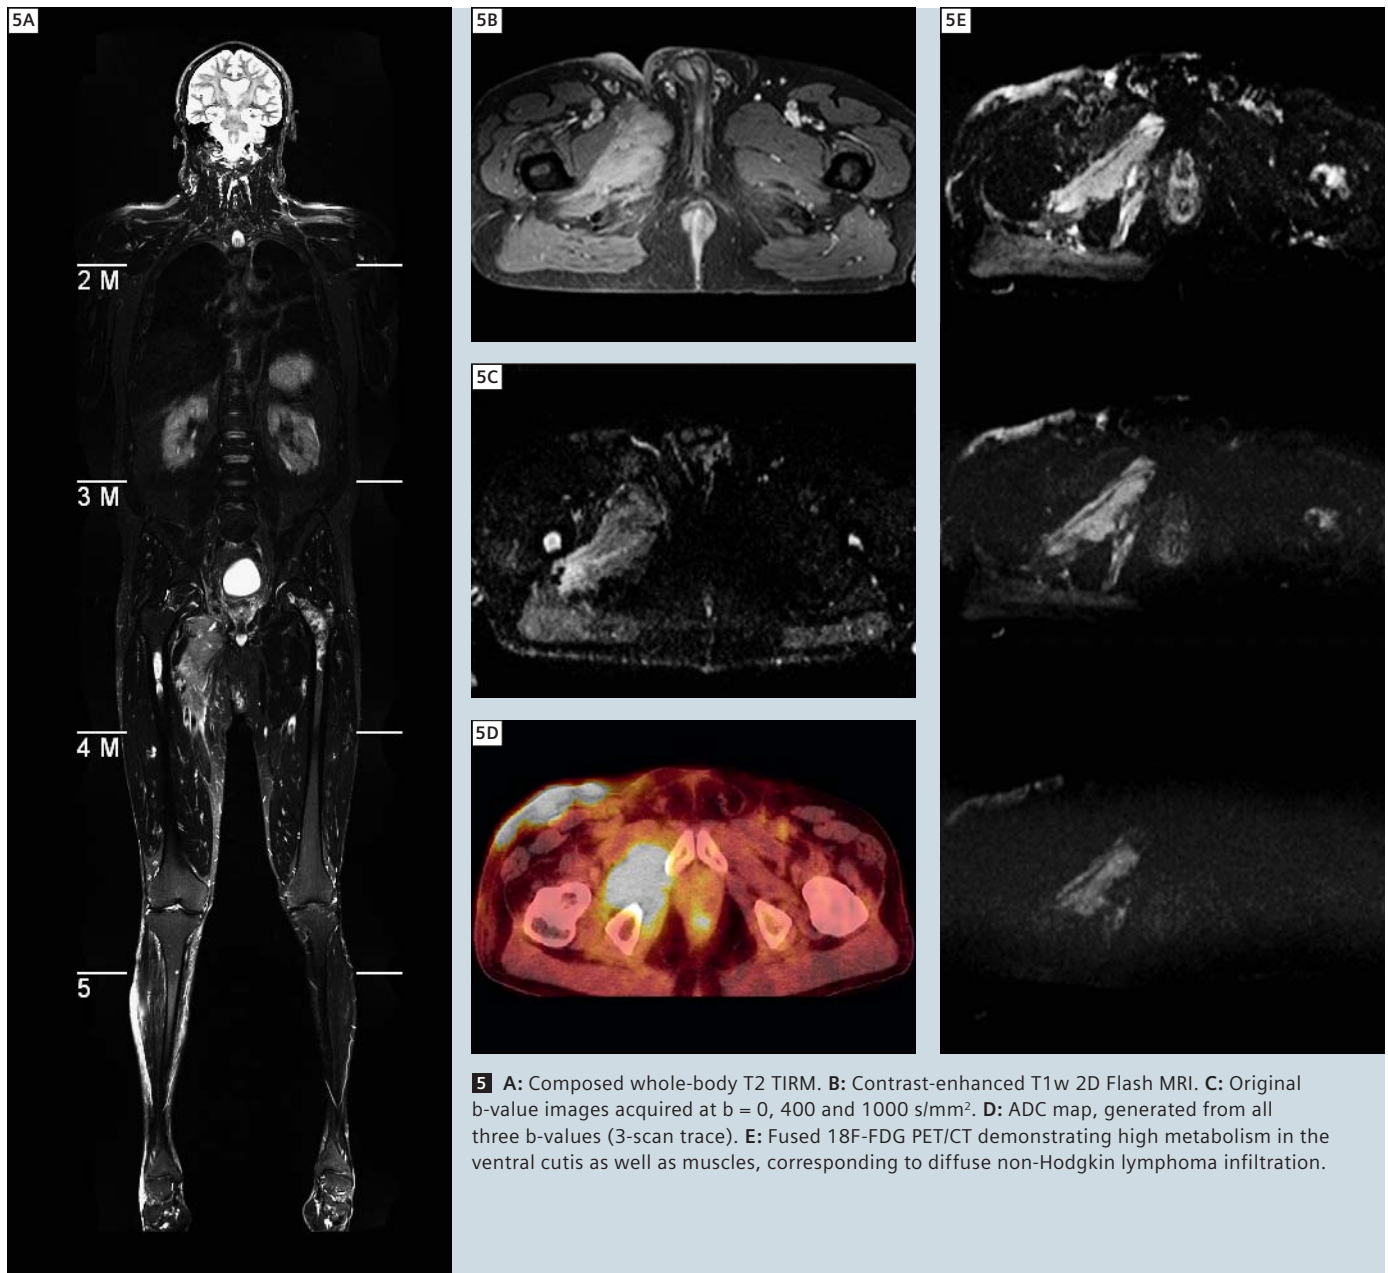 5A
2 M
3 M
4 M
5
5B
5C
5D
5E
5 A: Composed whole-body T2 TIRM. B: Contrast-enhanced T1w 2D Flash MRI. C: Original
b-value images acquired at b = 0, 400 and 1000 s/mm². D: ADC map, generated from all
three b-values (3-scan trace). E: Fused 18F-FDG PET/CT demonstrating high metabolism in the
ventral cutis as well as muscles, corresponding to diffuse non-Hodgkin lymphoma infiltration.